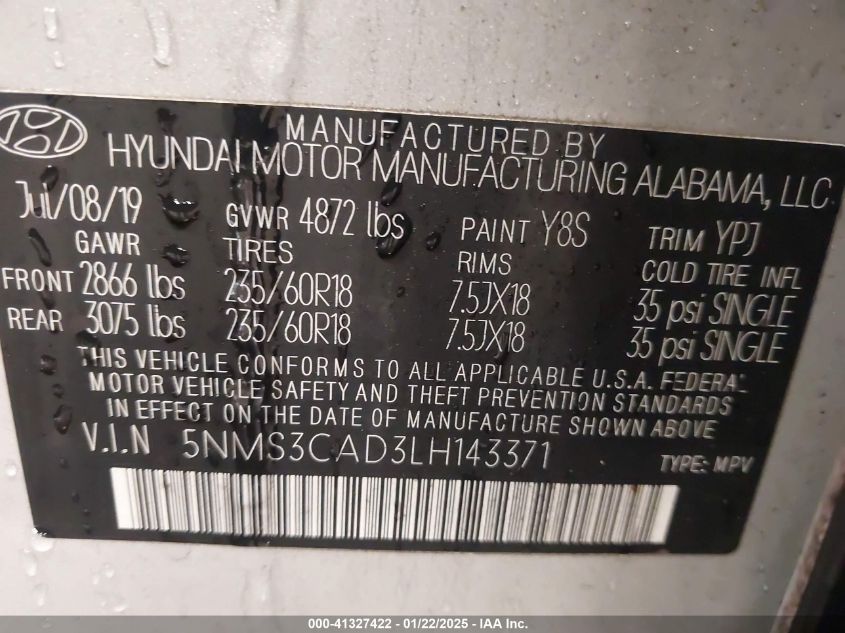 MANUFACTURED BY
HYUNDAI MOTOR MANUFACTURING ALABAMA, LLC
Jul/08/19 GVWR 4872 lbs PAINT Y8S TRIM YPJ
GAWR TIRES RIMS COLD TIRE INFL
FRONT 2866 lbs 235/60R18 7.5JX18 35 psi SINGLE
REAR 3075 lbs 235/60R18 7.5JX18 35 psi SINGLE
THIS VEHICLE CONFORMS TO ALL APPLICABLE U.S.A. FEDERAL
MOTOR VEHICLE SAFETY AND THEFT PREVENTION STANDARDS
IN EFFECT ON THE DATE OF MANUFACTURE SHOWN ABOVE.
V.I.N 5NMS3CAD3LH143371 TYPE: MPV
000-41327422 - 01/22/2025 - IAA Inc.